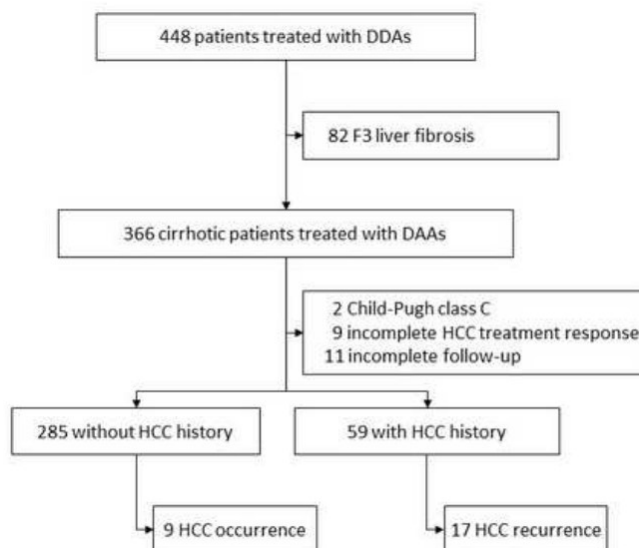 448 patients treated with DDAs
82 F3 liver fibrosis
366 cirrhotic patients treated with DAAs
2 Child-Pugh class C
9 incomplete HCC treatment response
11 incomplete follow-up
285 without HCC history
59 with HCC history
9 HCC occurrence
17 HCC recurrence